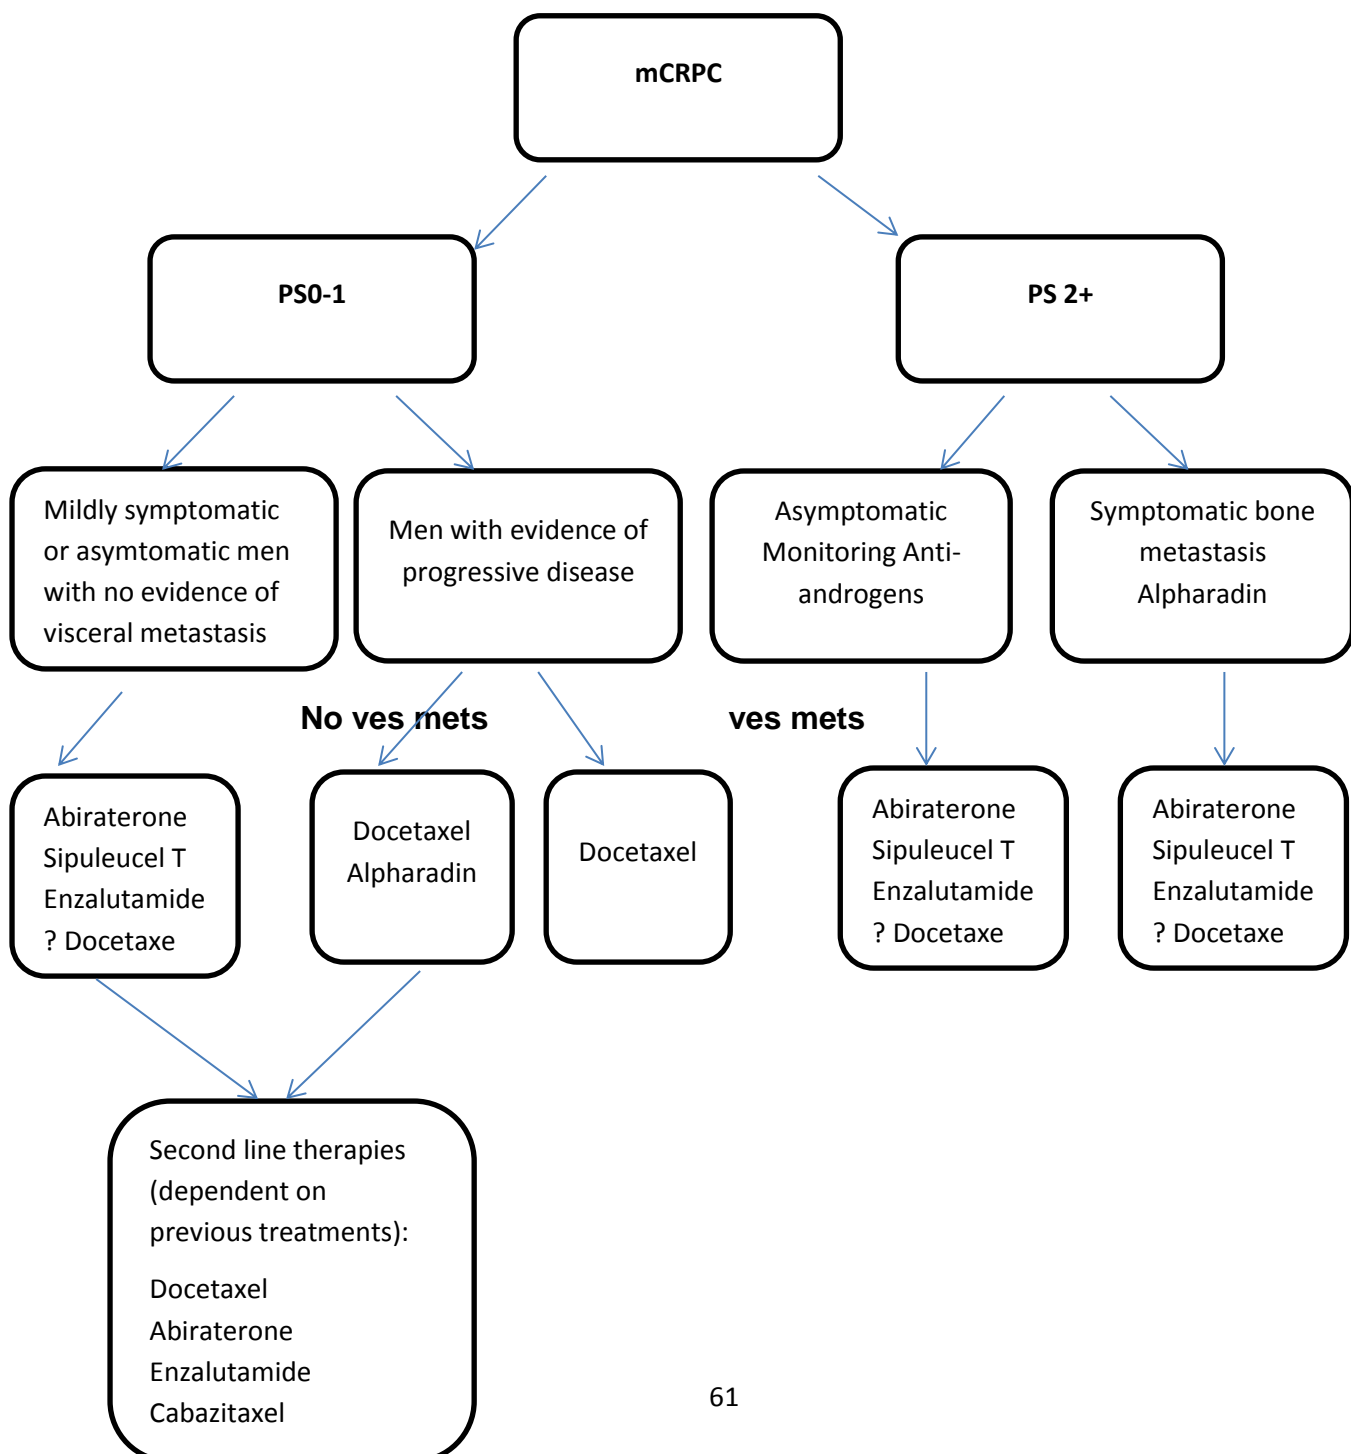 mCRPC
PS0-1
PS 2+
Mildly symptomatic
or asymtomatic men
with no evidence of
visceral metastasis
Men with evidence of
progressive disease
Asymptomatic
Monitoring Anti-
androgens
Symptomatic bone
metastasis
Alpharadin
No ves mets
ves mets
Abiraterone
Sipuleucel T
Enzalutamide
? Docetaxe
Docetaxel
Alpharadin
Docetaxel
Abiraterone
Sipuleucel T
Enzalutamide
? Docetaxe
Abiraterone
Sipuleucel T
Enzalutamide
? Docetaxe
Second line therapies
(dependent on
previous treatments):
Docetaxel
Abiraterone
Enzalutamide
Cabazitaxel
61